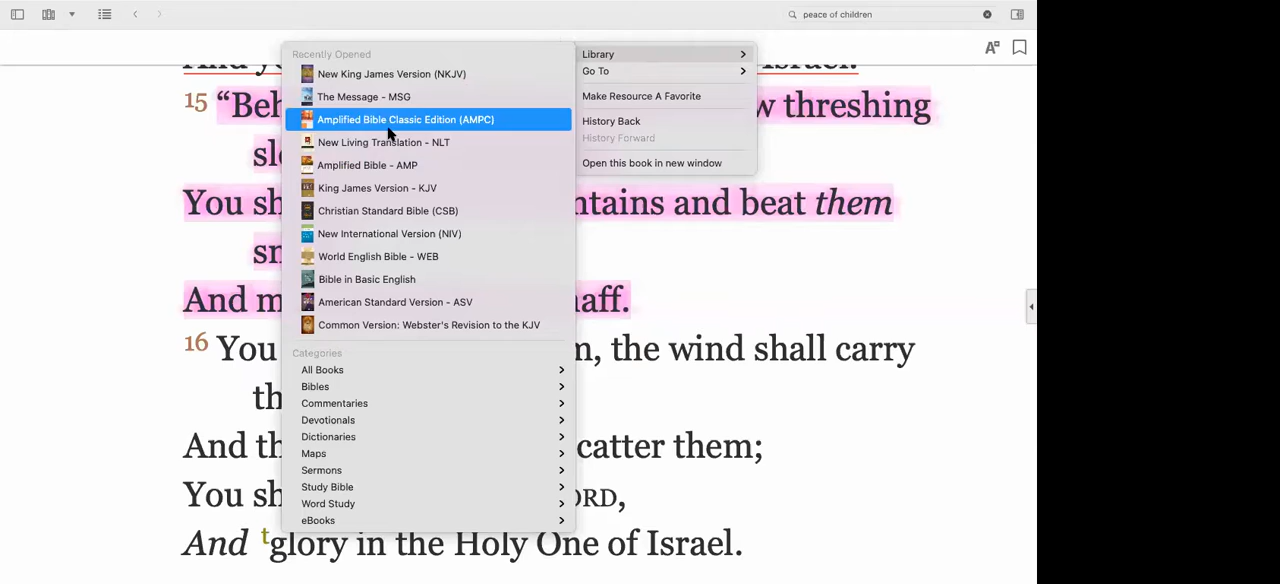 peace of children
And y Israel.”
Recently Opened
New King James Version (NKJV)
The Message - MSG
Amplified Bible Classic Edition (AMPC)
New Living Translation - NLT
Amplified Bible - AMP
King James Version - KJV
Christian Standard Bible (CSB)
New International Version (NIV)
World English Bible - WEB
Bible in Basic English
American Standard Version - ASV
Common Version: Webster's Revision to the KJV
Categories
All Books
Bibles
Commentaries
Devotionals
Dictionaries
Maps
Sermons
Study Bible
Word Study
eBooks
Library
Go To
Make Resource A Favorite
History Back
History Forward
Open this book in new window
15 “Beh w threshing
sl
You sh ntains and beat them
sm
And m haff.
16 You m, the wind shall carry
th
And th catter them;
You sh ORD,
And tglory in the Holy One of Israel.